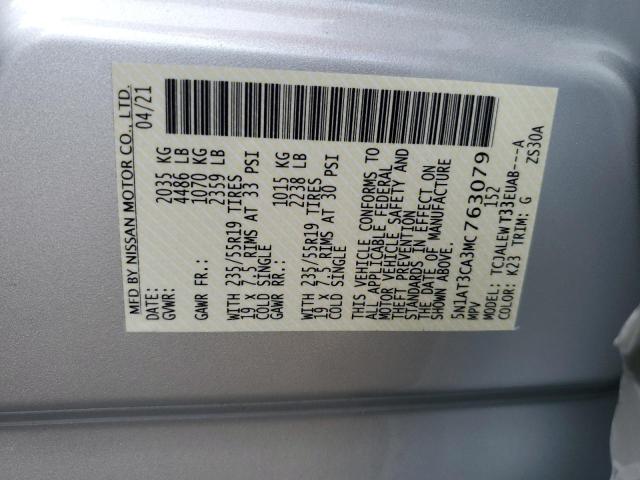 MFD BY NISSAN MOTOR CO., LTD.
DATE: 04/21
GVWR: 2035 KG
4486 LB
GAWR FR.: 1070 KG
2359 LB
WITH 235/55R19 TIRES
19 X 7.5 RIMS AT 33 PSI
COLD SINGLE
GAWR RR.: 1015 KG
2238 LB
WITH 235/55R19 TIRES
19 X 7.5 RIMS AT 30 PSI
COLD SINGLE
THIS VEHICLE CONFORMS TO
ALL APPLICABLE FEDERAL
MOTOR VEHICLE SAFETY AND
THEFT PREVENTION
STANDARDS IN EFFECT ON
THE DATE OF MANUFACTURE
SHOWN ABOVE.
5N1AT3CA3MC763079
MPV 152
MODEL: TCJALEWT33EUAB---A
COLOR: K23 TRIM: G ZS30A